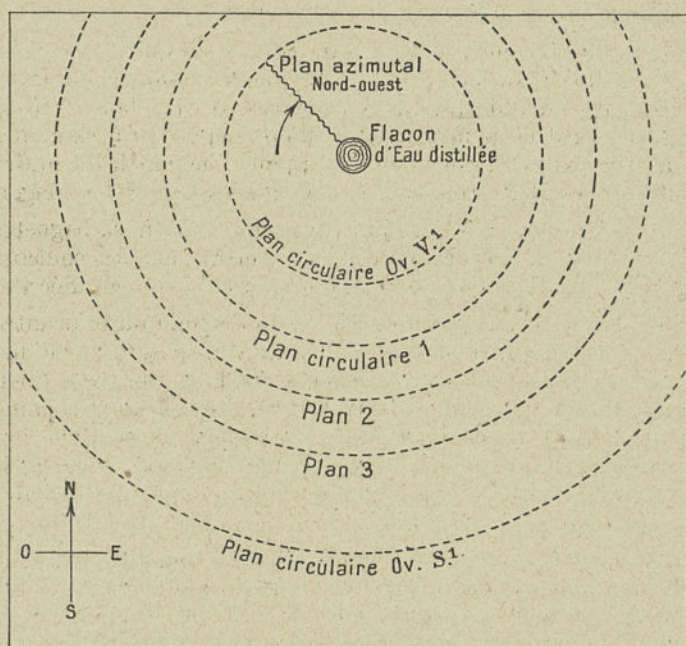 Plan azimutal
Nord-ouest
Flacon
d'Eau distillée
Plan circulaire Ov. V.1
Plan circulaire 1
Plan 2
Plan 3
Plan circulaire Ov. S.1
N
O E
S